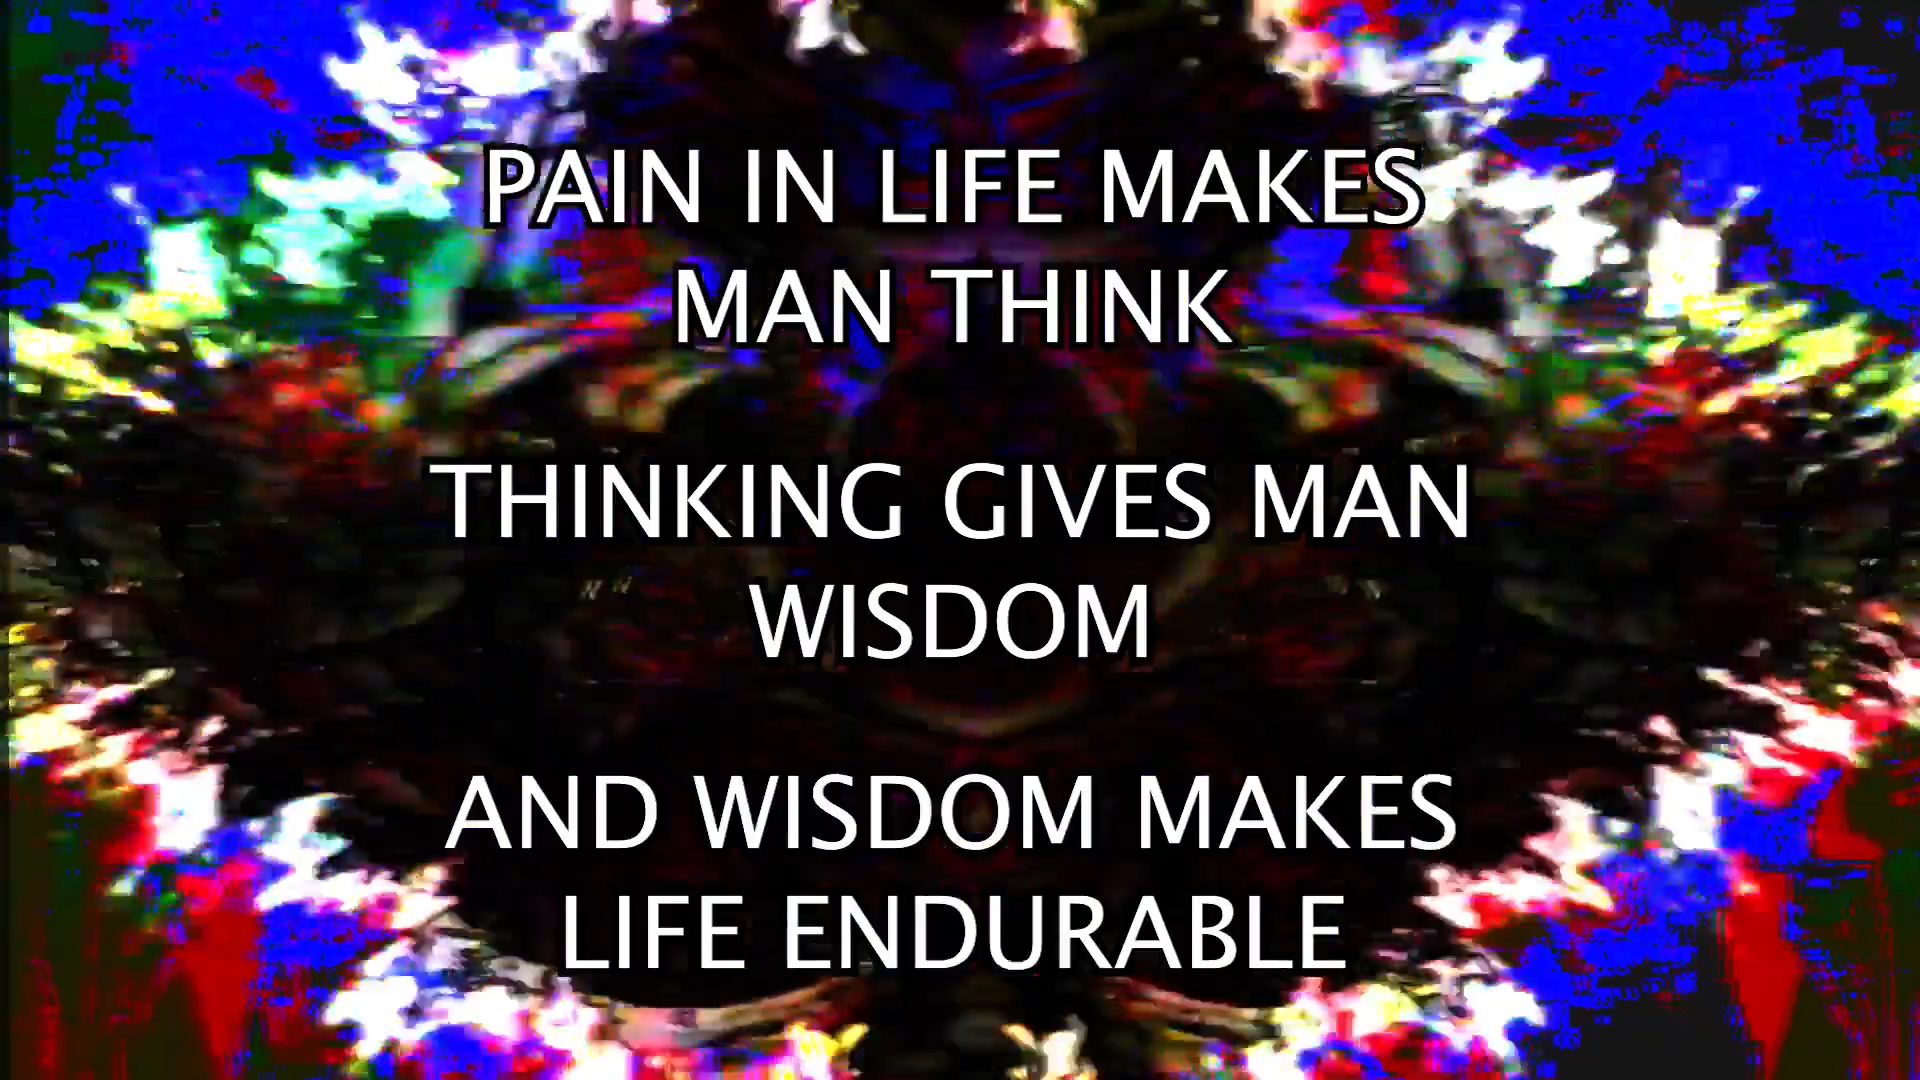 PAIN IN LIFE MAKES
MAN THINK
THINKING GIVES MAN
WISDOM
AND WISDOM MAKES
LIFE ENDURABLE